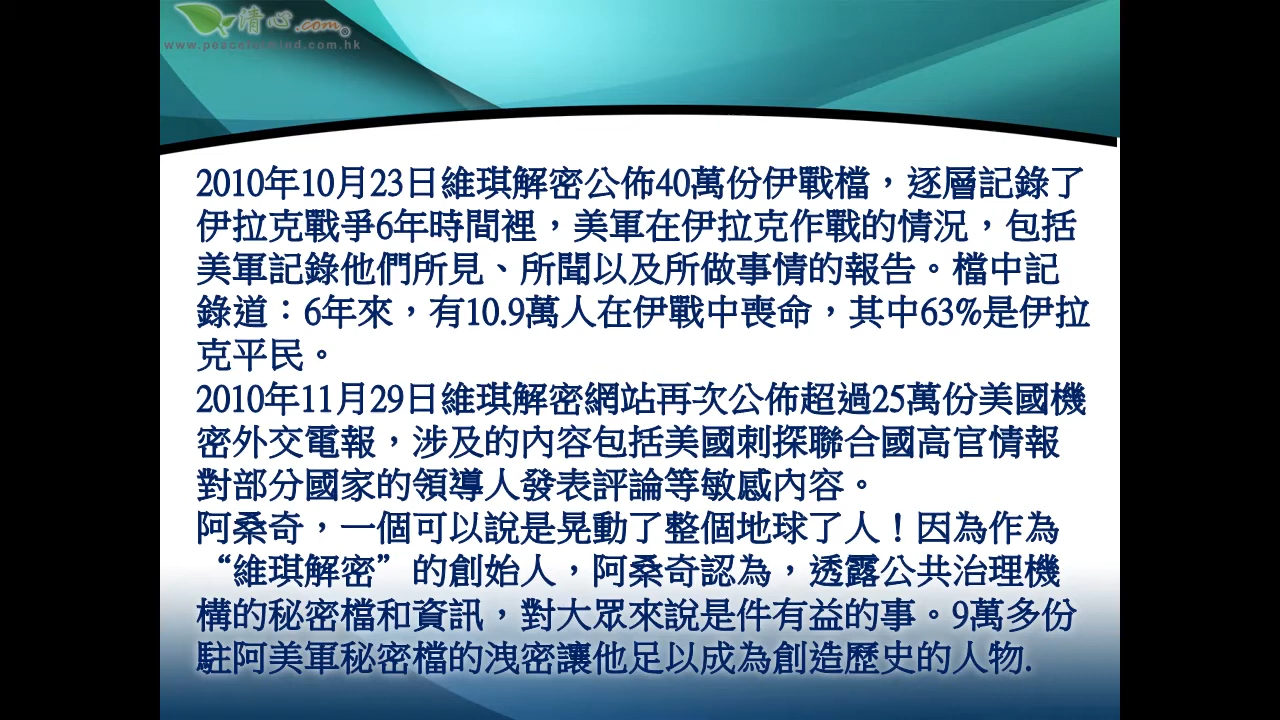 清心.com
www.peaceofmind.com.hk
2010年10月23日維琪解密公佈40萬份伊戰檔，逐層記錄了
伊拉克戰爭6年時間裡，美軍在伊拉克作戰的情況，包括
美軍記錄他們所見、所聞以及所做事情的報告。檔中記
錄道：6年來，有10.9萬人在伊戰中喪命，其中63%是伊拉
克平民。
2010年11月29日維琪解密網站再次公佈超過25萬份美國機
密外交電報，涉及的內容包括美國刺探聯合國高官情報
對部分國家的領導人發表評論等敏感內容。
阿桑奇，一個可以說是晃動了整個地球了人！因為作為
“維琪解密”的創始人，阿桑奇認為，透露公共治理機
構的秘密檔和資訊，對大眾來說是件有益的事。9萬多份
駐阿美軍秘密檔的洩密讓他足以成為創造歷史的人物.